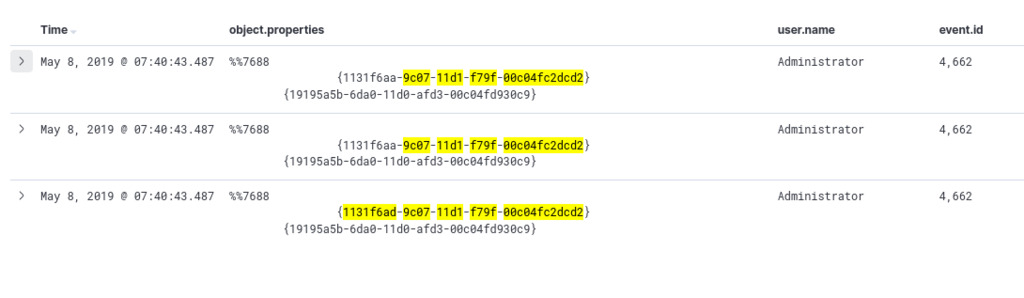 Time object.properties user.name event.id
May 8, 2019 @ 07:40:43.487 %%7688 Administrator 4,662
{1131f6aa-9c07-11d1-f79f-00c04fc2dcd2}
{19195a5b-6da0-11d0-afd3-00c04fd930c9}
May 8, 2019 @ 07:40:43.487 %%7688 Administrator 4,662
{1131f6aa-9c07-11d1-f79f-00c04fc2dcd2}
{19195a5b-6da0-11d0-afd3-00c04fd930c9}
May 8, 2019 @ 07:40:43.487 %%7688 Administrator 4,662
{1131f6ad-9c07-11d1-f79f-00c04fc2dcd2}
{19195a5b-6da0-11d0-afd3-00c04fd930c9}